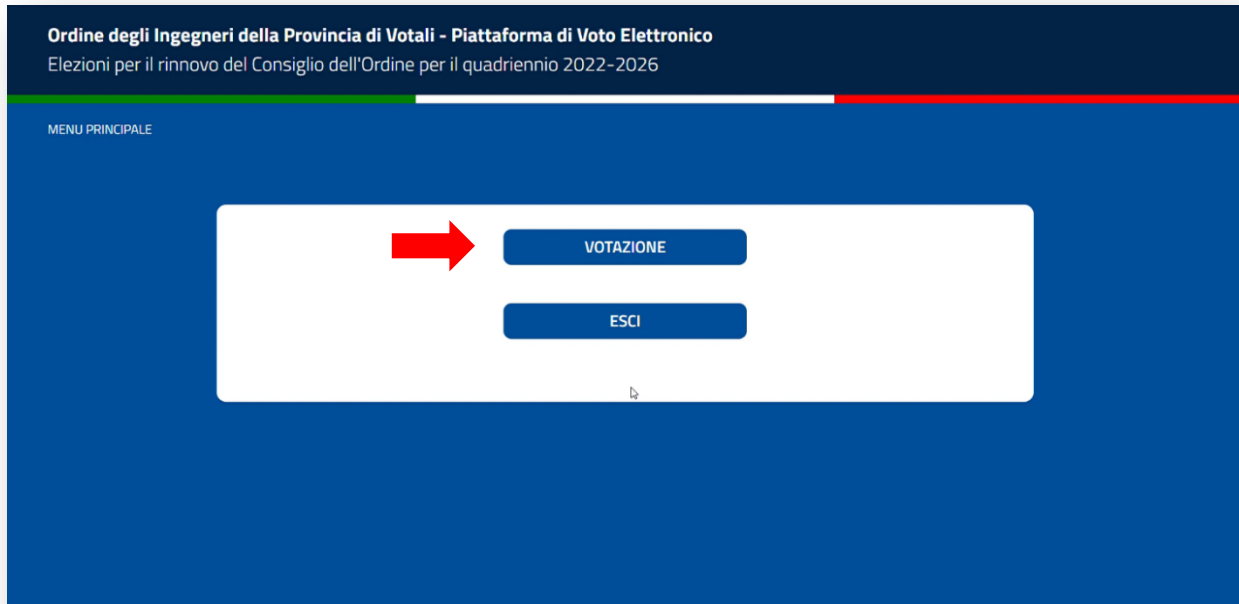 Ordine degli Ingegneri della Provincia di Votali - Piattaforma di Voto Elettronico
Elezioni per il rinnovo del Consiglio dell'Ordine per il quadriennio 2022-2026
MENU PRINCIPALE
VOTAZIONE
ESCI